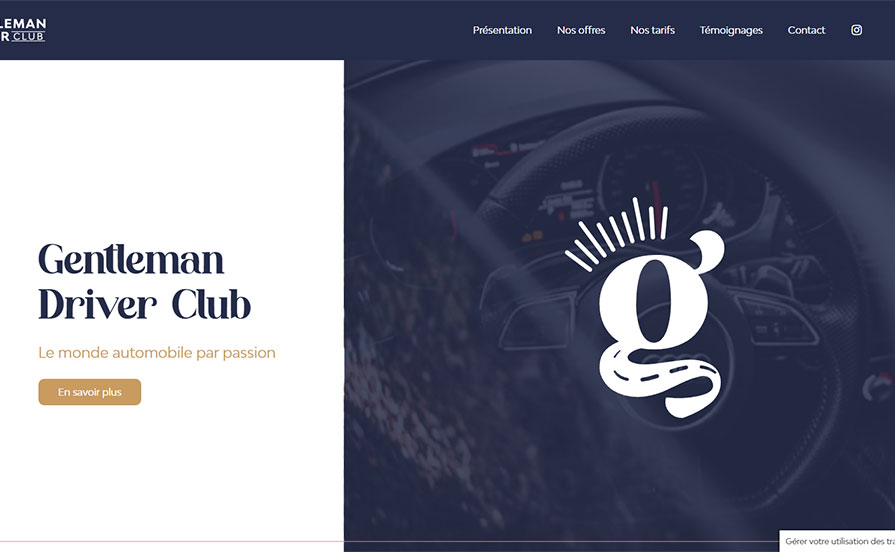 LEMAN
R CLUB
Présentation Nos offres Nos tarifs Témoignages Contact
Gentleman
Driver Club
Le monde automobile par passion
En savoir plus
g
Gérer votre utilisation des tra